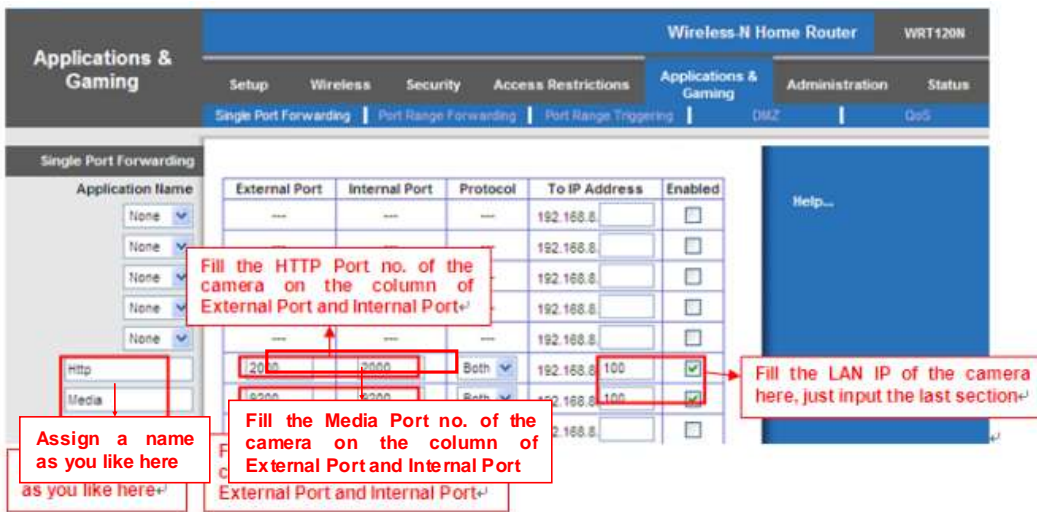 Wireless-N Home Router WRT120N
Applications &
Gaming
Setup Wireless Security Access Restrictions Applications & Gaming Administration Status
Single Port Forwarding Port Range Forwarding Port Range Triggering DMZ QoS
Single Port Forwarding
Application Name External Port Internal Port Protocol To IP Address Enabled
Help...
None --- --- --- 192.168.8.
None --- --- --- 192.168.8.
None 192.168.8.
None 192.168.8.
None --- --- --- 192.168.8.
Fill the HTTP Port no. of the
camera on the column of
External Port and Internal Port↵
Http 2000 2000 Both 192.168.8. 100
Media 9200 9200 Both 192.168.8. 100
2.168.8.
Fill the LAN IP of the camera
here, just input the last section↵
↵
Assign a name
as you like here
Fill the Media Port no. of the
camera on the column of
External Port and Internal Port
as you like here↵
External Port and Internal Port↵